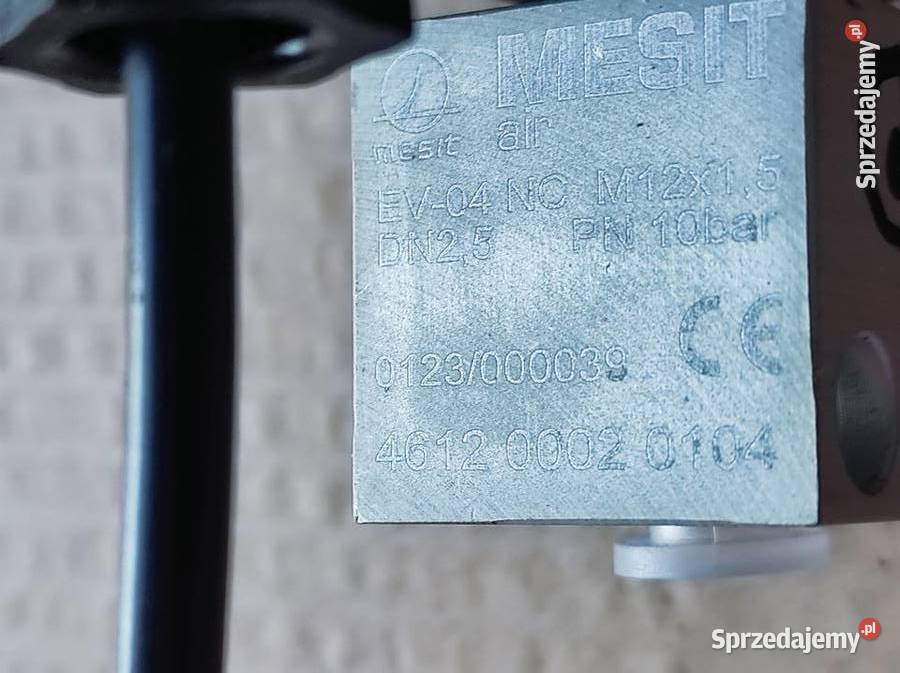 MESIT
mesit air
EV-04 NC M12x1,5
DN2,5 PN 10bar
CE
0123/000039
4612 0002 0104
Sprzedajemy.pl
Sprzedajemy.pl